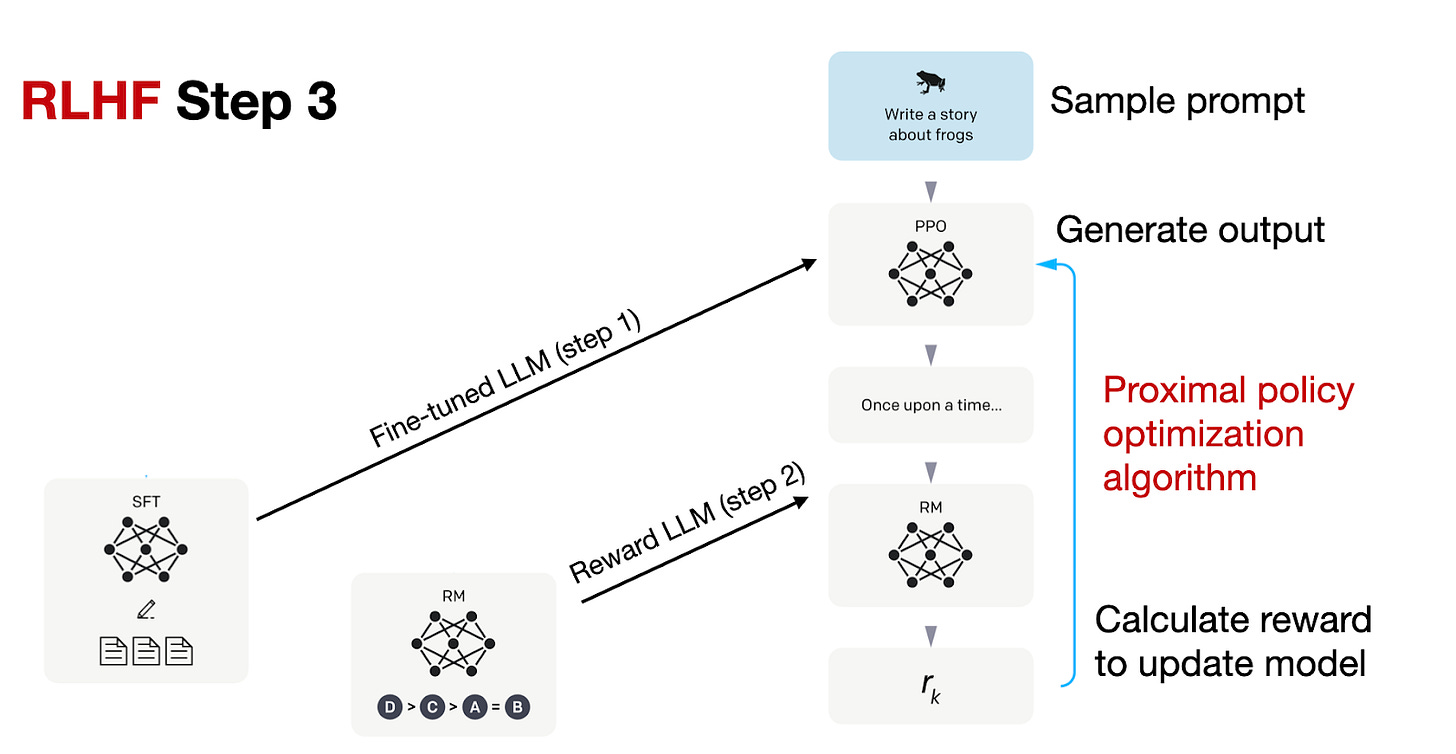 RLHF Step 3
Write a story
about frogs
Sample prompt
PPO
Generate output
Fine-tuned LLM (step 1)
Once upon a time...
Proximal policy
optimization
algorithm
SFT
Reward LLM (step 2)
RM
RM
D > C > A = B
Calculate reward
to update model
rk